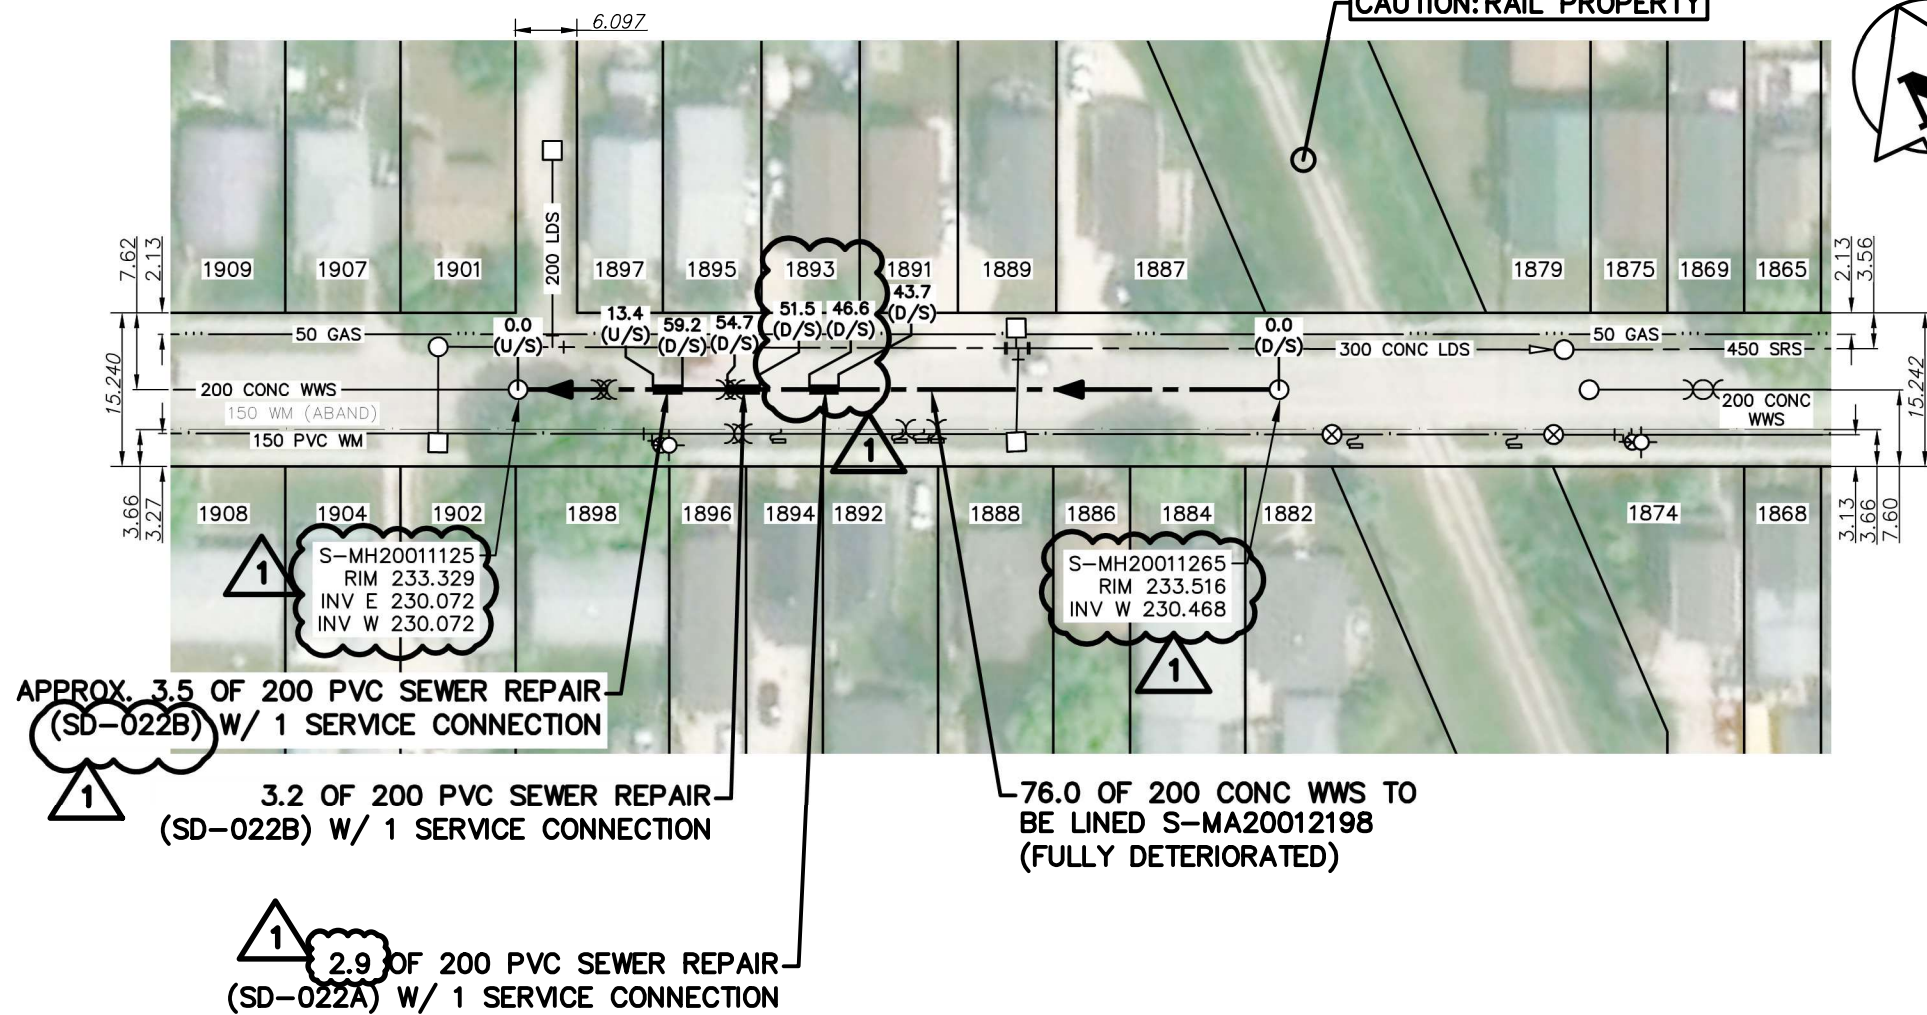 CAUTION: RAIL PROPERTY
6.097
7.62
2.13
15.240
3.66
3.27
1909
1907
1901
200 LDS
1897
1895
1893
1891
1889
1887
1879
1875
1869
1865
2.13
3.56
15.242
3.13
3.66
7.60
50 GAS
0.0
(U/S)
13.4
(U/S)
59.2
(D/S)
54.7
(D/S)
51.5
(D/S)
46.6
(D/S)
43.7
(D/S)
0.0
(D/S)
300 CONC LDS
50 GAS
450 SRS
200 CONC WWS
150 WM (ABAND)
150 PVC WM
200 CONC
WWS
1
1908
1904
1902
1898
1896
1894
1892
1888
1886
1884
1882
1874
1868
1
S-MH20011125
RIM 233.329
INV E 230.072
INV W 230.072
S-MH20011265
RIM 233.516
INV W 230.468
1
APPROX. 3.5 OF 200 PVC SEWER REPAIR
(SD-022B) W/ 1 SERVICE CONNECTION
1
3.2 OF 200 PVC SEWER REPAIR
(SD-022B) W/ 1 SERVICE CONNECTION
76.0 OF 200 CONC WWS TO
BE LINED S-MA20012198
(FULLY DETERIORATED)
1
2.9 OF 200 PVC SEWER REPAIR
(SD-022A) W/ 1 SERVICE CONNECTION